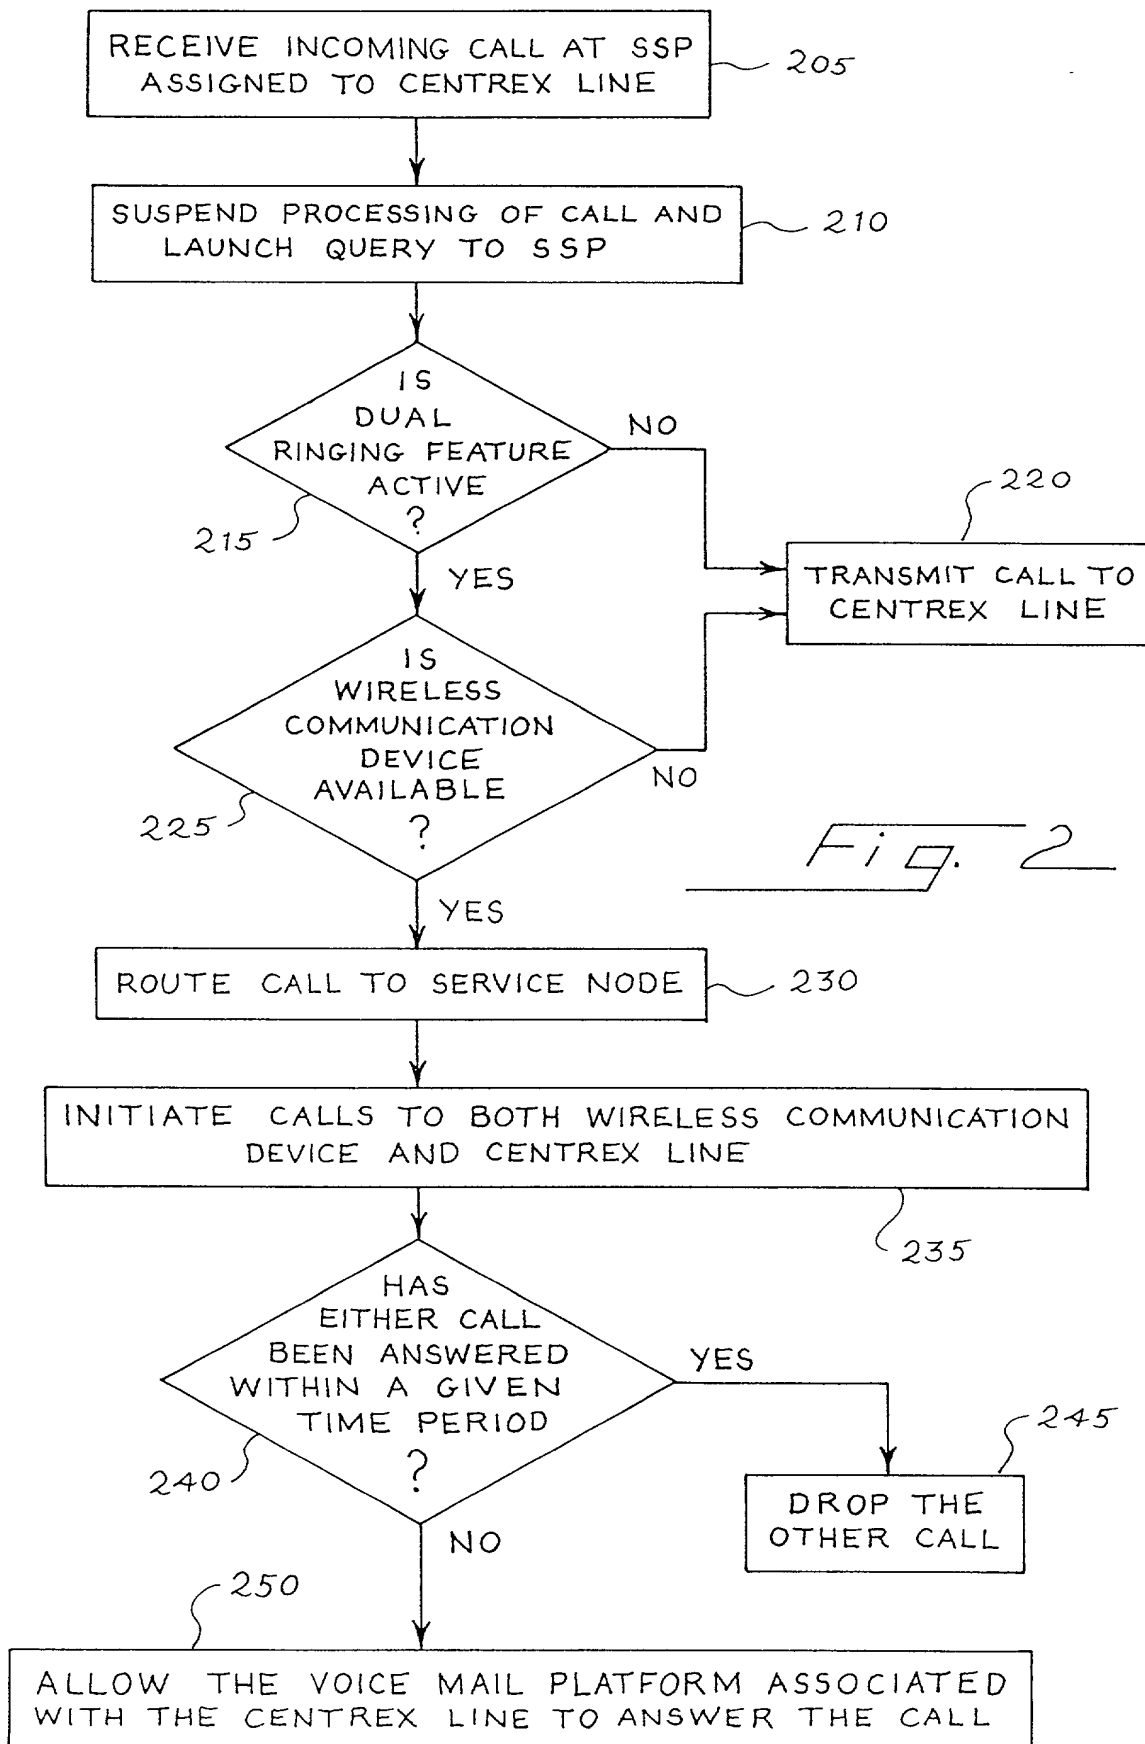 RECEIVE INCOMING CALL AT SSP
ASSIGNED TO CENTREX LINE
205
SUSPEND PROCESSING OF CALL AND
LAUNCH QUERY TO SSP
210
IS
DUAL
RINGING FEATURE
ACTIVE
?
215
NO
YES
220
TRANSMIT CALL TO
CENTREX LINE
IS
WIRELESS
COMMUNICATION
DEVICE
AVAILABLE
?
225
NO
YES
Fig. 2
ROUTE CALL TO SERVICE NODE
230
INITIATE CALLS TO BOTH WIRELESS COMMUNICATION
DEVICE AND CENTREX LINE
235
HAS
EITHER CALL
BEEN ANSWERED
WITHIN A GIVEN
TIME PERIOD
?
240
YES
NO
245
DROP THE
OTHER CALL
250
ALLOW THE VOICE MAIL PLATFORM ASSOCIATED
WITH THE CENTREX LINE TO ANSWER THE CALL